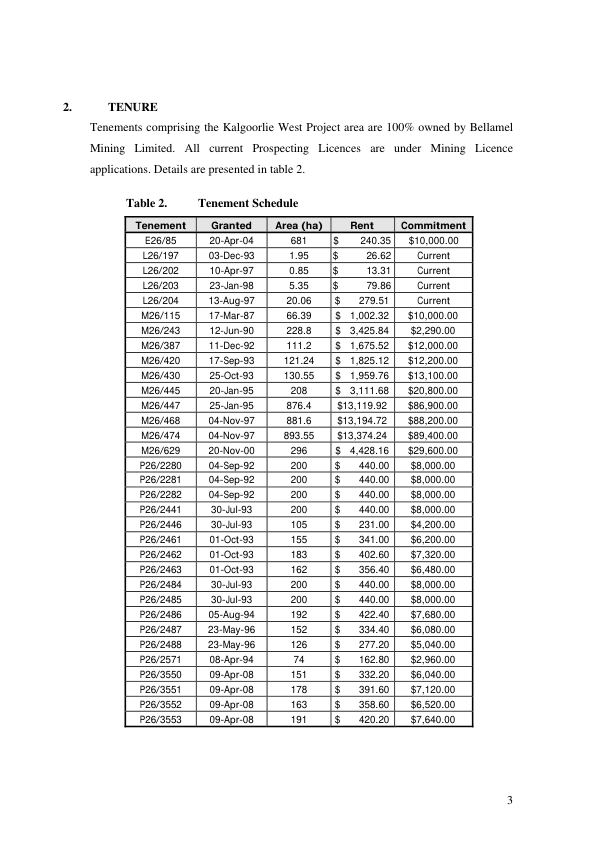 2. TENURE
Tenements comprising the Kalgoorlie West Project area are 100% owned by Bellamel
Mining Limited. All current Prospecting Licences are under Mining Licence
applications. Details are presented in table 2.
Table 2. Tenement Schedule
Tenement Granted Area (ha) Rent Commitment
E26/85 20-Apr-04 681 $ 240.35 $10,000.00
L26/197 03-Dec-93 1.95 $ 26.62 Current
L26/202 10-Apr-97 0.85 $ 13.31 Current
L26/203 23-Jan-98 5.35 $ 79.86 Current
L26/204 13-Aug-97 20.06 $ 279.51 Current
M26/115 17-Mar-87 66.39 $ 1,002.32 $10,000.00
M26/243 12-Jun-90 228.8 $ 3,425.84 $2,290.00
M26/387 11-Dec-92 111.2 $ 1,675.52 $12,000.00
M26/420 17-Sep-93 121.24 $ 1,825.12 $12,200.00
M26/430 25-Oct-93 130.55 $ 1,959.76 $13,100.00
M26/445 20-Jan-95 208 $ 3,111.68 $20,800.00
M26/447 25-Jan-95 876.4 $13,119.92 $86,900.00
M26/468 04-Nov-97 881.6 $13,194.72 $88,200.00
M26/474 04-Nov-97 893.55 $13,374.24 $89,400.00
M26/629 20-Nov-00 296 $ 4,428.16 $29,600.00
P26/2280 04-Sep-92 200 $ 440.00 $8,000.00
P26/2281 04-Sep-92 200 $ 440.00 $8,000.00
P26/2282 04-Sep-92 200 $ 440.00 $8,000.00
P26/2441 30-Jul-93 200 $ 440.00 $8,000.00
P26/2446 30-Jul-93 105 $ 231.00 $4,200.00
P26/2461 01-Oct-93 155 $ 341.00 $6,200.00
P26/2462 01-Oct-93 183 $ 402.60 $7,320.00
P26/2463 01-Oct-93 162 $ 356.40 $6,480.00
P26/2484 30-Jul-93 200 $ 440.00 $8,000.00
P26/2485 30-Jul-93 200 $ 440.00 $8,000.00
P26/2486 05-Aug-94 192 $ 422.40 $7,680.00
P26/2487 23-May-96 152 $ 334.40 $6,080.00
P26/2488 23-May-96 126 $ 277.20 $5,040.00
P26/2571 08-Apr-94 74 $ 162.80 $2,960.00
P26/3550 09-Apr-08 151 $ 332.20 $6,040.00
P26/3551 09-Apr-08 178 $ 391.60 $7,120.00
P26/3552 09-Apr-08 163 $ 358.60 $6,520.00
P26/3553 09-Apr-08 191 $ 420.20 $7,640.00
3